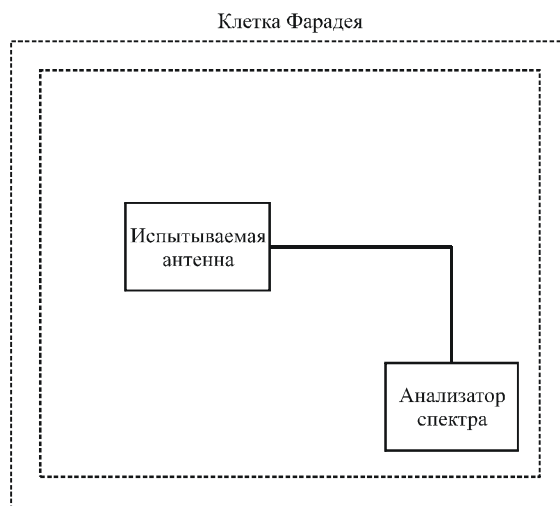 Клетка Фарадея
Испытываемая
антенна
Анализатор
спектра